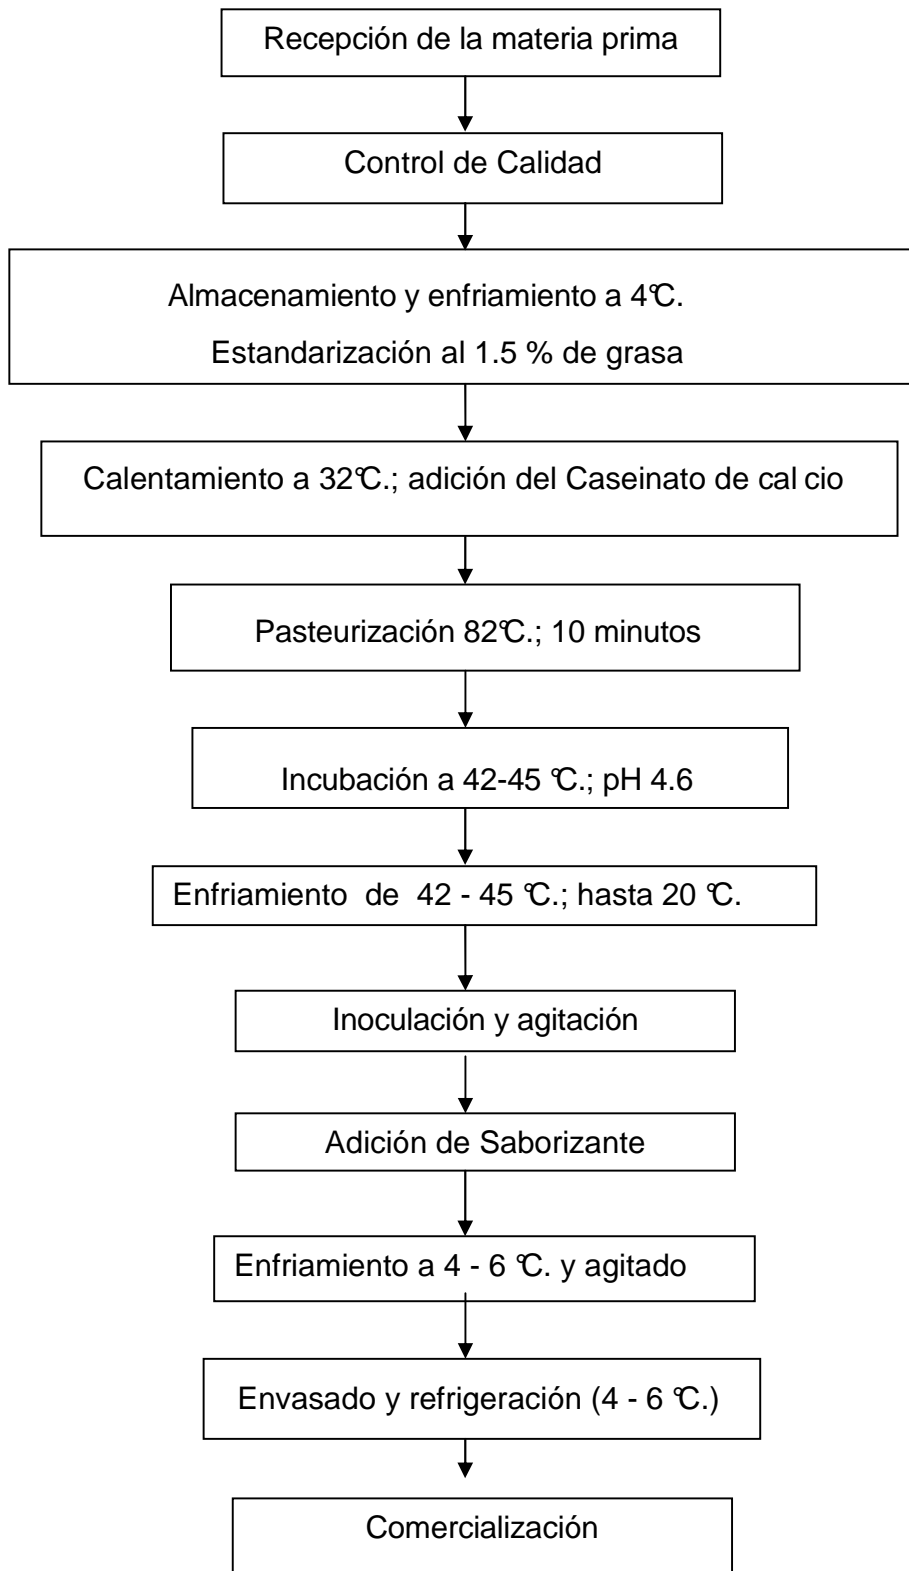 Recepción de la materia prima
Control de Calidad
Almacenamiento y enfriamiento a 4°C.
Estandarización al 1.5 % de grasa
Calentamiento a 32°C.; adición del Caseinato de cal cio
Pasteurización 82°C.; 10 minutos
Incubación a 42-45 °C.; pH 4.6
Enfriamiento de 42 - 45 °C.; hasta 20 °C.
Inoculación y agitación
Adición de Saborizante
Enfriamiento a 4 - 6 °C. y agitado
Envasado y refrigeración (4 - 6 °C.)
Comercialización